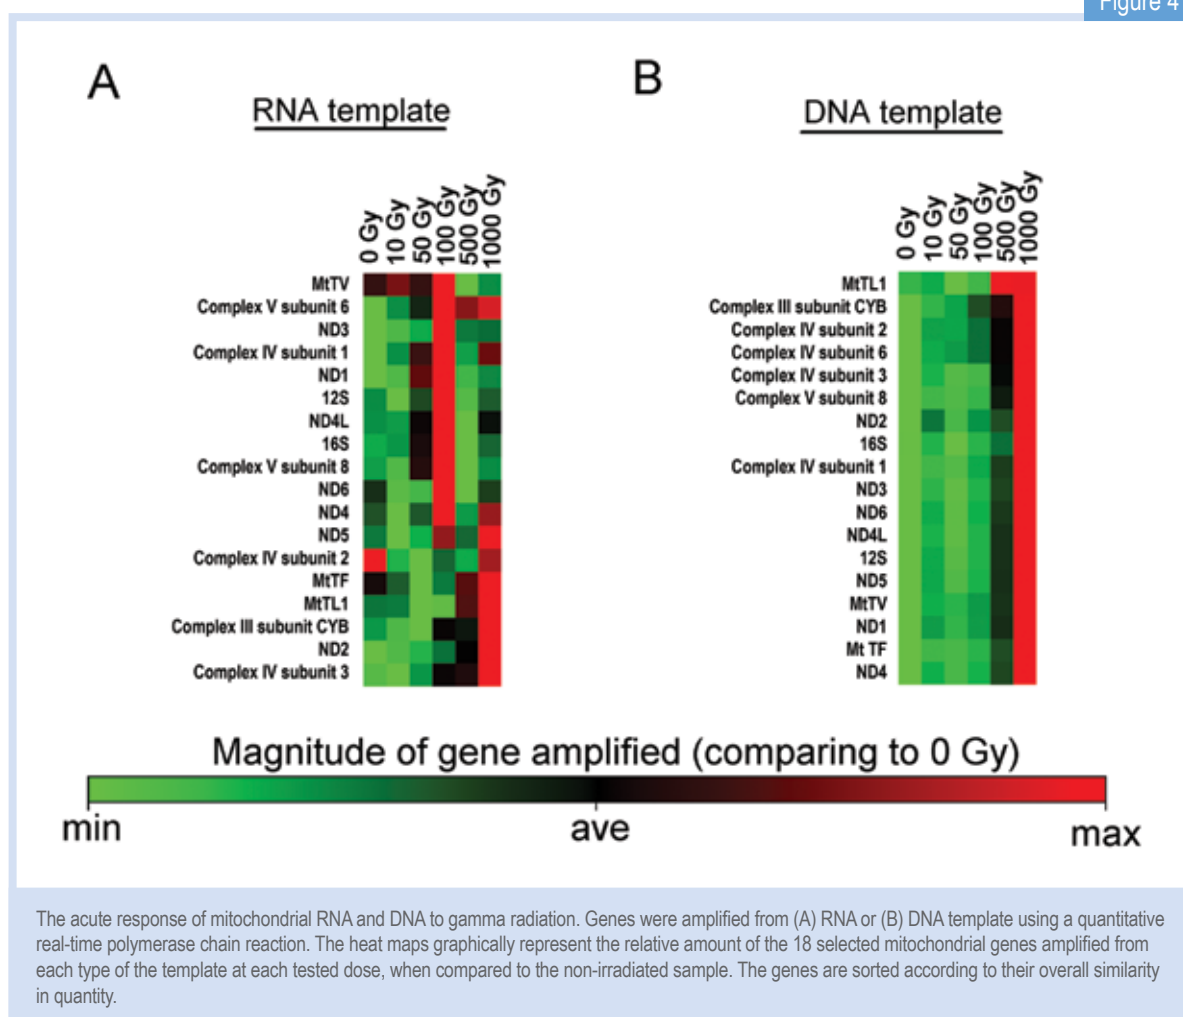 Figure 4
A
B
RNA template
DNA template
0 Gy
10 Gy
50 Gy
100 Gy
500 Gy
1000 Gy
0 Gy
10 Gy
50 Gy
100 Gy
500 Gy
1000 Gy
MtTV
Complex V subunit 6
ND3
Complex IV subunit 1
ND1
12S
ND4L
16S
Complex V subunit 8
ND6
ND4
ND5
Complex IV subunit 2
MtTF
MtTL1
Complex III subunit CYB
ND2
Complex IV subunit 3
MtTL1
Complex III subunit CYB
Complex IV subunit 2
Complex IV subunit 6
Complex IV subunit 3
Complex V subunit 8
ND2
16S
Complex IV subunit 1
ND3
ND6
ND4L
12S
ND5
MtTV
ND1
Mt TF
ND4
Magnitude of gene amplified (comparing to 0 Gy)
min
ave
max
The acute response of mitochondrial RNA and DNA to gamma radiation. Genes were amplified from (A) RNA or (B) DNA template using a quantitative
real-time polymerase chain reaction. The heat maps graphically represent the relative amount of the 18 selected mitochondrial genes amplified from
each type of the template at each tested dose, when compared to the non-irradiated sample. The genes are sorted according to their overall similarity
in quantity.